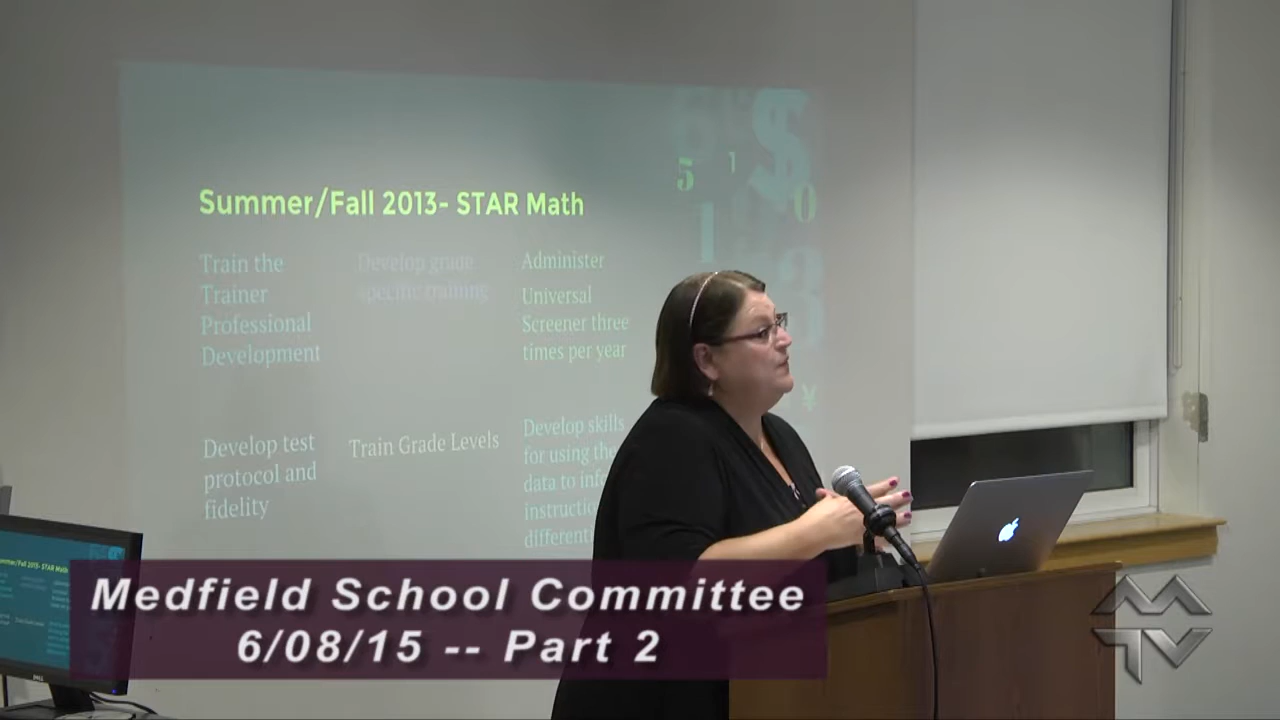 Summer/Fall 2013- STAR Math
Train the
Trainer
Professional
Development
Develop grade
specific training
Administer
Universal
Screener three
times per year
Develop test
protocol and
fidelity
Train Grade Levels
Develop skills
for using the
data to
Medfield School Committee
6/08/15 -- Part 2
MTV
DELL